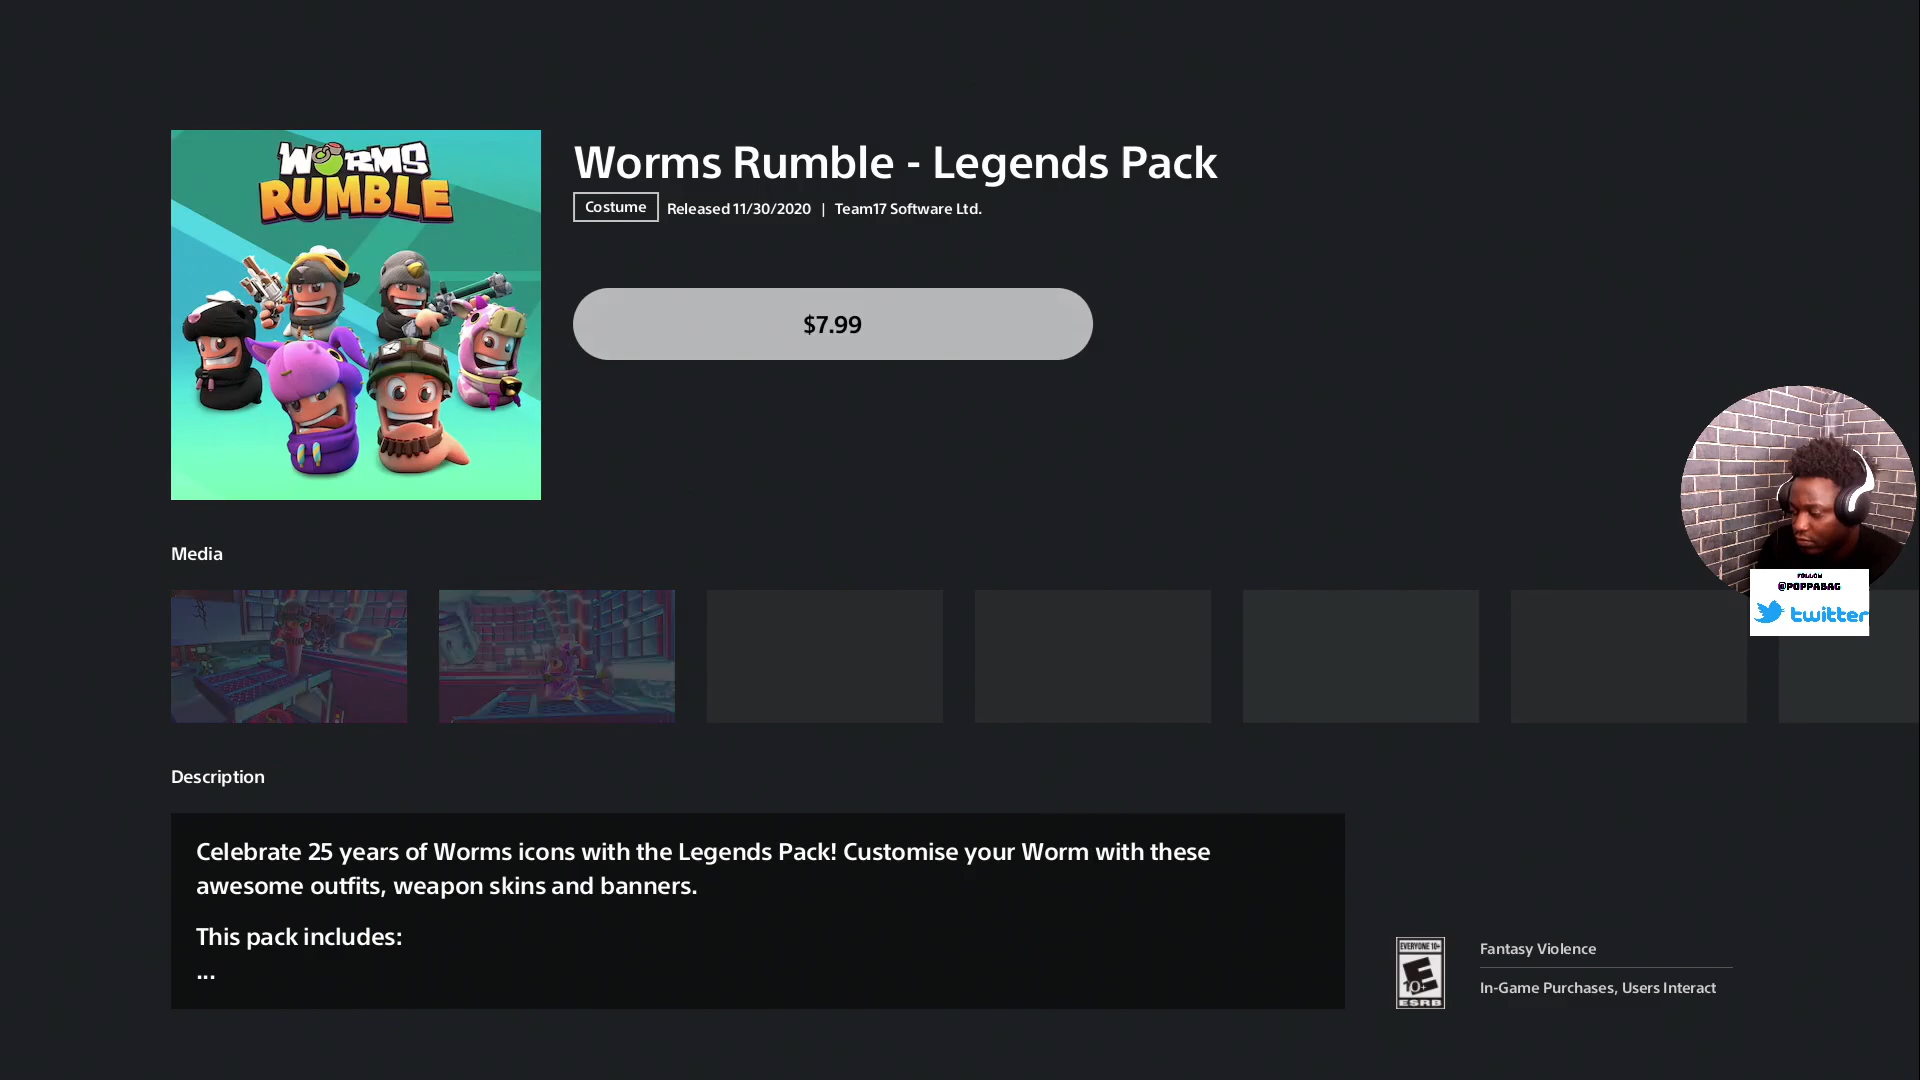 WORMS
RUMBLE
Worms Rumble - Legends Pack
Costume
Released 11/30/2020 | Team17 Software Ltd.
$7.99
Media
FOLLOW
@POPPABAG
twitter
Description
Celebrate 25 years of Worms icons with the Legends Pack! Customise your Worm with these
awesome outfits, weapon skins and banners.
This pack includes:
...
EVERYONE 10+
E
10+
ESRB
Fantasy Violence
In-Game Purchases, Users Interact